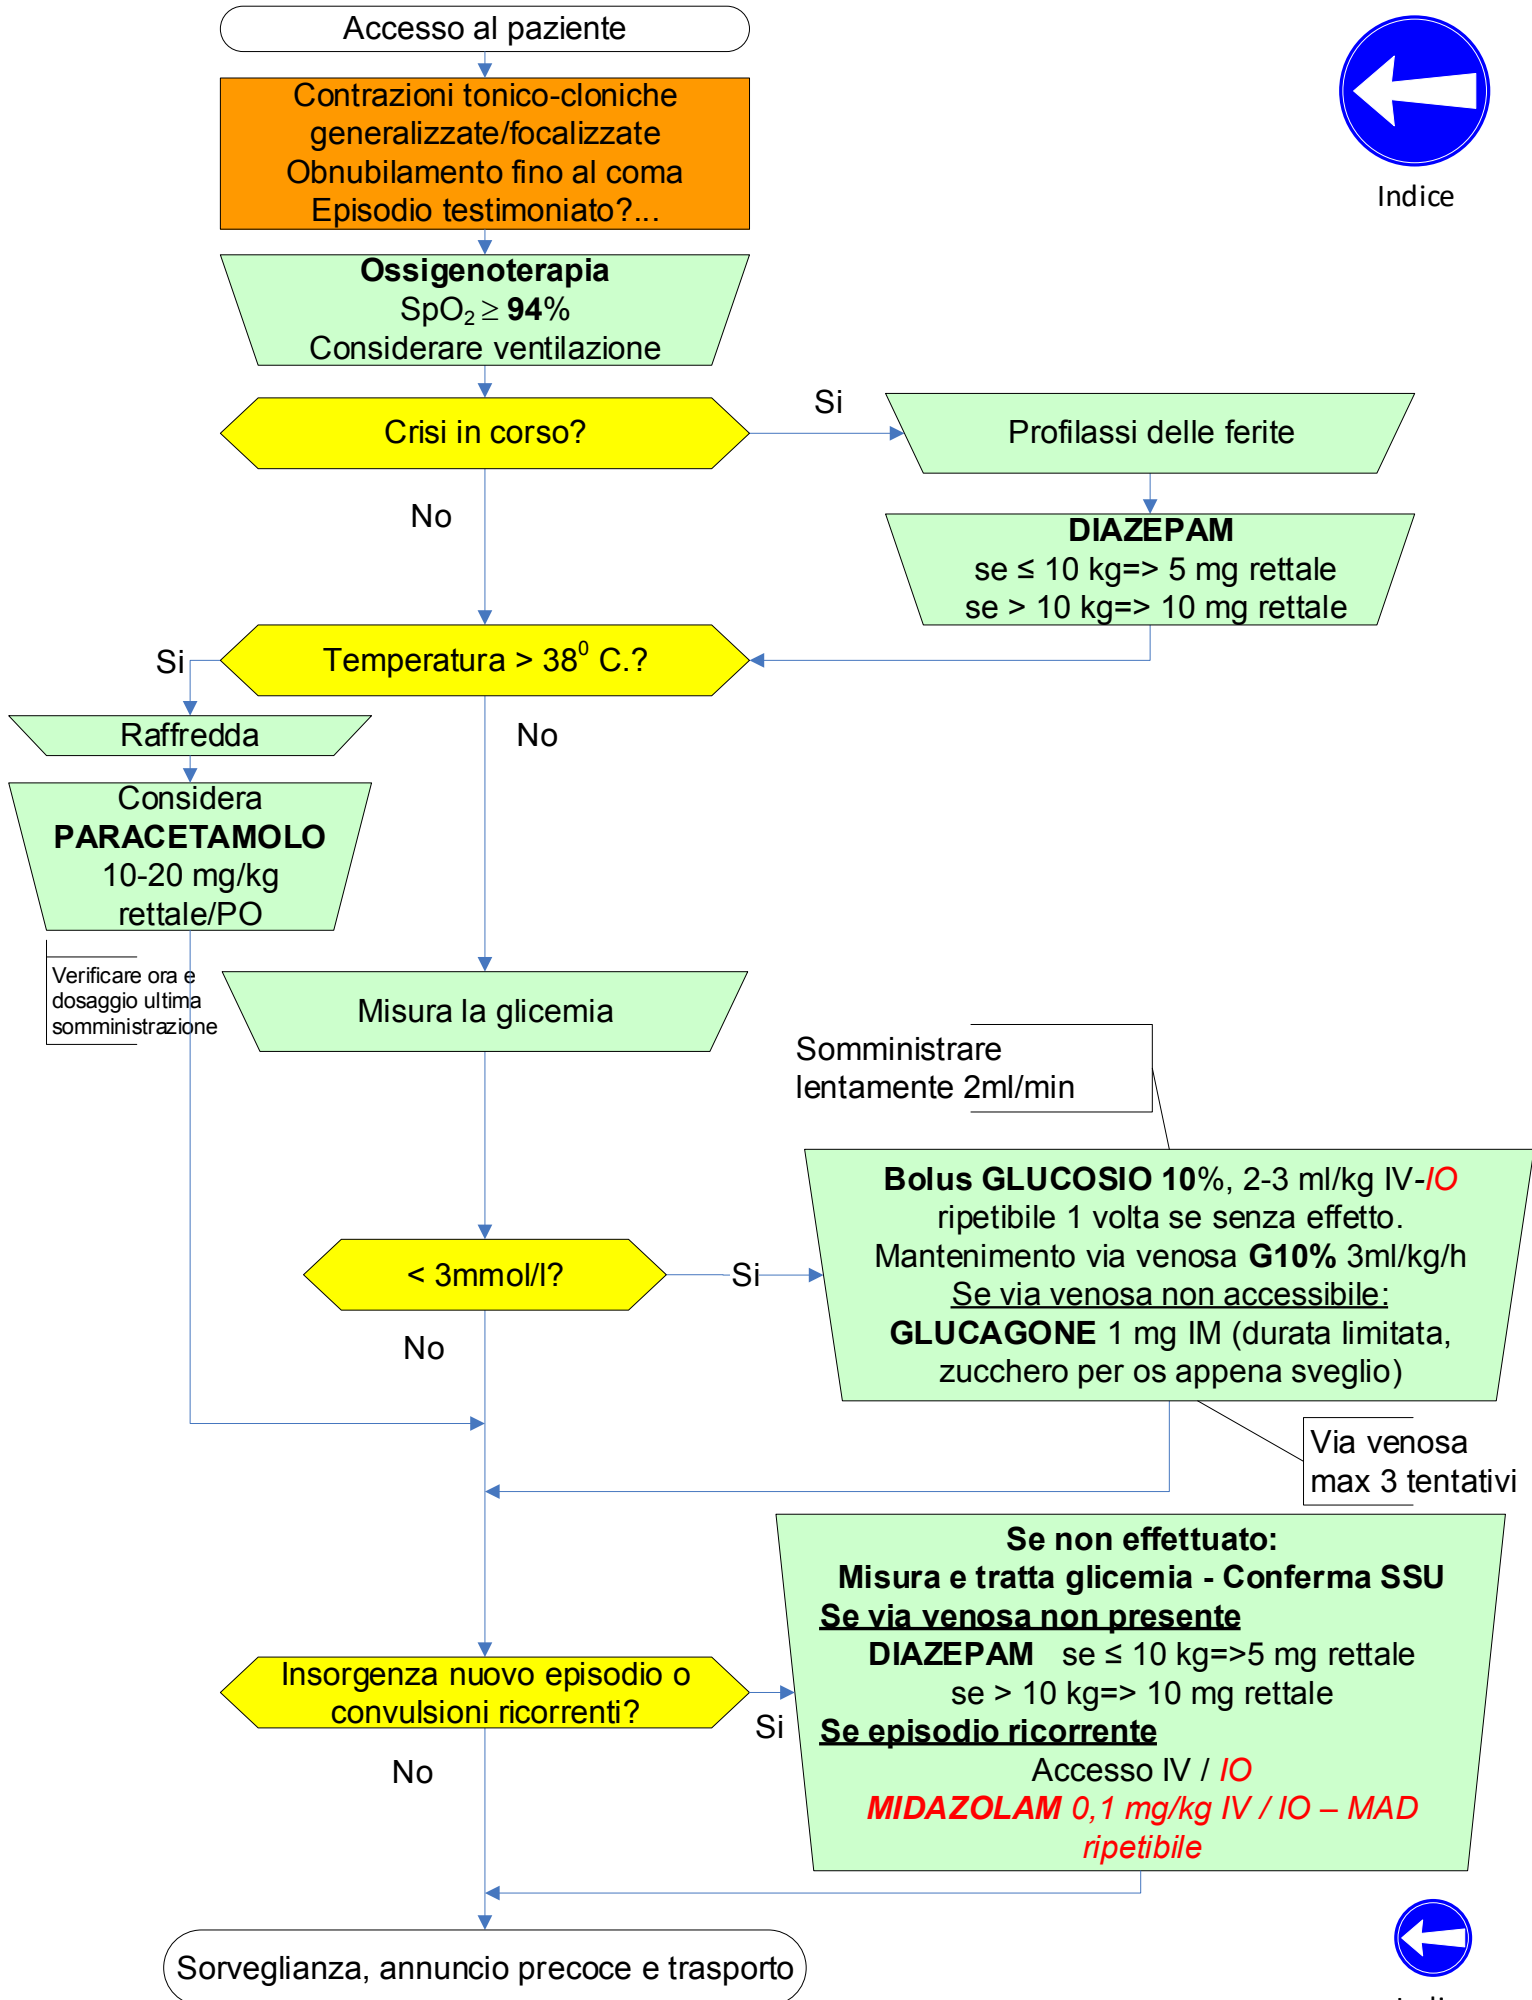 Accesso al paziente
Contrazioni tonico-cloniche
generalizzate/focalizzate
Obnubilamento fino al coma
Episodio testimoniato?...
Indice
Ossigenoterapia
SpO₂ ≥ 94%
Considerare ventilazione
Crisi in corso?
Si
Profilassi delle ferite
No
DIAZEPAM
se ≤ 10 kg=> 5 mg rettale
se > 10 kg=> 10 mg rettale
Temperatura > 38⁰ C.?
Si
No
Raffredda
Considera
PARACETAMOLO
10-20 mg/kg
rettale/PO
Verificare ora e
dosaggio ultima
somministrazione
Misura la glicemia
Somministrare
lentamente 2ml/min
< 3mmol/l?
Si
No
Bolus GLUCOSIO 10%, 2-3 ml/kg IV-IO
ripetibile 1 volta se senza effetto.
Mantenimento via venosa G10% 3ml/kg/h
Se via venosa non accessibile:
GLUCAGONE 1 mg IM (durata limitata,
zucchero per os appena sveglio)
Via venosa
max 3 tentativi
Insorgenza nuovo episodio o
convulsioni ricorrenti?
Si
No
Se non effettuato:
Misura e tratta glicemia - Conferma SSU
Se via venosa non presente
DIAZEPAM se ≤ 10 kg=>5 mg rettale
se > 10 kg=> 10 mg rettale
Se episodio ricorrente
Accesso IV / IO
MIDAZOLAM 0,1 mg/kg IV / IO – MAD
ripetibile
Sorveglianza, annuncio precoce e trasporto